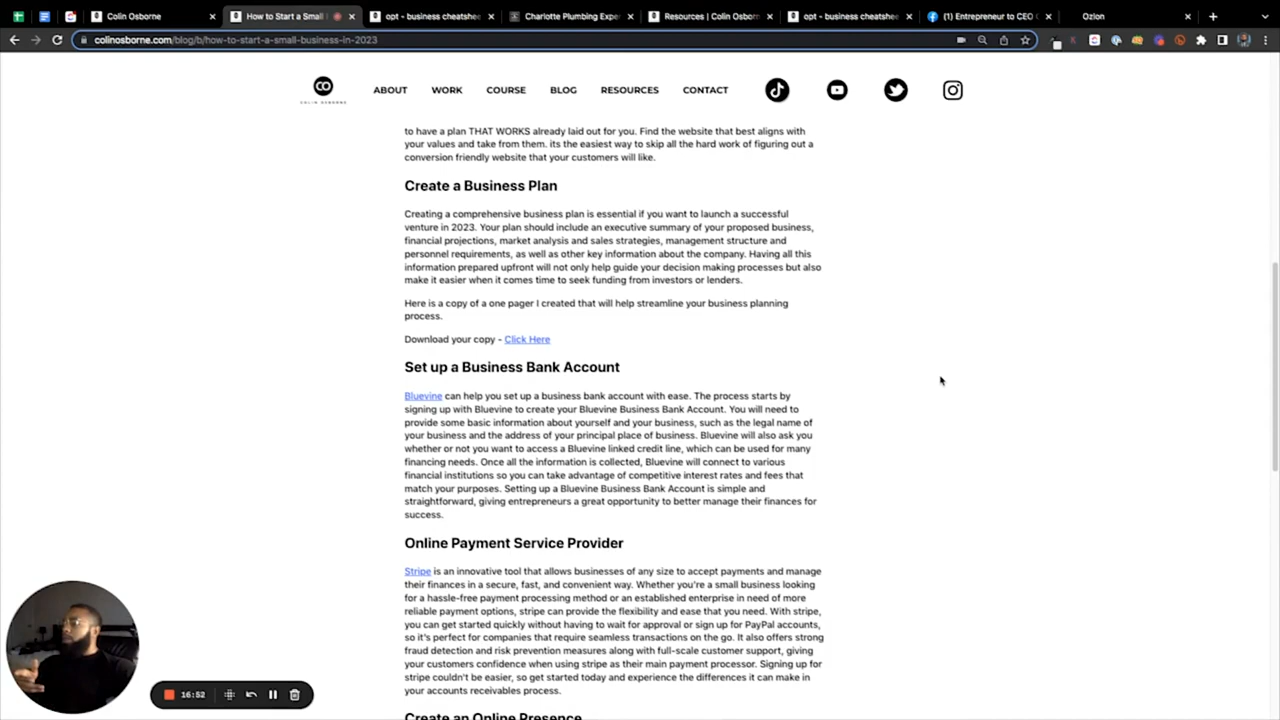 Colin Osborne
How to Start a Small
opt - business cheatshee
Charlotte Plumbing Expe
Resources | Colin Osborn
opt - business cheatshee
(1) Entrepreneur to CEO
Ozion
colinosborne.com/blog/b/how-to-start-a-small-business-in-2023
CO
COLIN OSBORNE
ABOUT
WORK
COURSE
BLOG
RESOURCES
CONTACT
to have a plan THAT WORKS already laid out for you. Find the website that best aligns with
your values and take from them. its the easiest way to skip all the hard work of figuring out a
conversion friendly website that your customers will like.
Create a Business Plan
Creating a comprehensive business plan is essential if you want to launch a successful
venture in 2023. Your plan should include an executive summary of your proposed business,
financial projections, market analysis and sales strategies, management structure and
personnel requirements, as well as other key information about the company. Having all this
information prepared upfront will not only help guide your decision making processes but also
make it easier when it comes time to seek funding from investors or lenders.
Here is a copy of a one pager I created that will help streamline your business planning
process.
Download your copy - Click Here
Set up a Business Bank Account
Bluevine can help you set up a business bank account with ease. The process starts by
signing up with Bluevine to create your Bluevine Business Bank Account. You will need to
provide some basic information about yourself and your business, such as the legal name of
your business and the address of your principal place of business. Bluevine will also ask you
whether or not you want to access a Bluevine linked credit line, which can be used for many
financing needs. Once all the information is collected, Bluevine will connect to various
financial institutions so you can take advantage of competitive interest rates and fees that
match your purposes. Setting up a Bluevine Business Bank Account is simple and
straightforward, giving entrepreneurs a great opportunity to better manage their finances for
success.
Online Payment Service Provider
Stripe is an innovative tool that allows businesses of any size to accept payments and manage
their finances in a secure, fast, and convenient way. Whether you're a small business looking
for a hassle-free payment processing method or an established enterprise in need of more
reliable payment options, stripe can provide the flexibility and ease that you need. With stripe,
you can get started quickly without having to wait for approval or sign up for PayPal accounts,
so it's perfect for companies that require seamless transactions on the go. It also offers strong
fraud detection and risk prevention measures along with full-scale customer support, giving
your customers confidence when using stripe as their main payment processor. Signing up for
stripe couldn't be easier, so get started today and experience the differences it can make in
your accounts receivables process.
Create an Online Presence
16:52